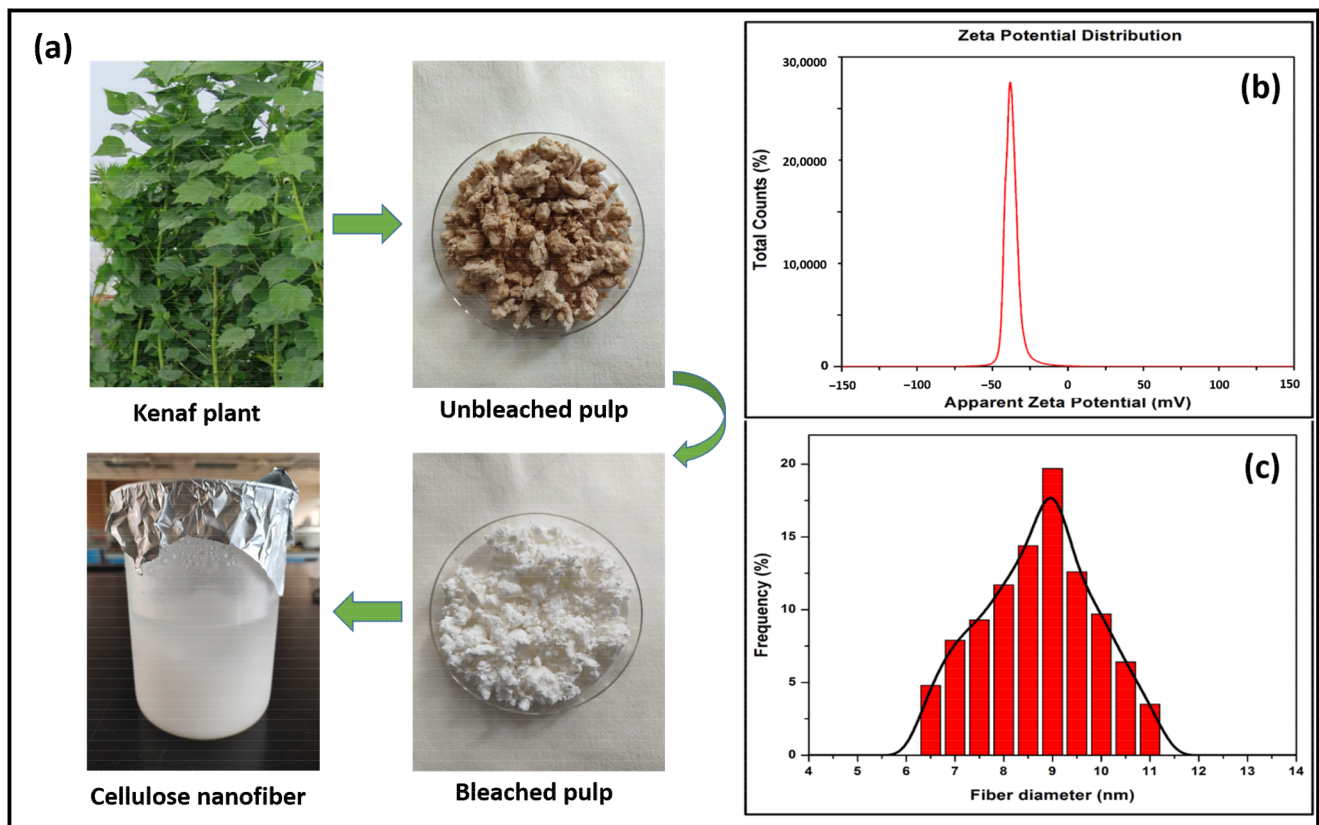 (a)
Kenaf plant
Unbleached pulp
Cellulose nanofiber
Bleached pulp
Zeta Potential Distribution
(b)
Total Counts (%)
30,0000
20,0000
10,0000
0
−150 −100 −50 0 50 100 150
Apparent Zeta Potential (mV)
(c)
Frequency (%)
20
15
10
5
0
4 5 6 7 8 9 10 11 12 13 14
Fiber diameter (nm)